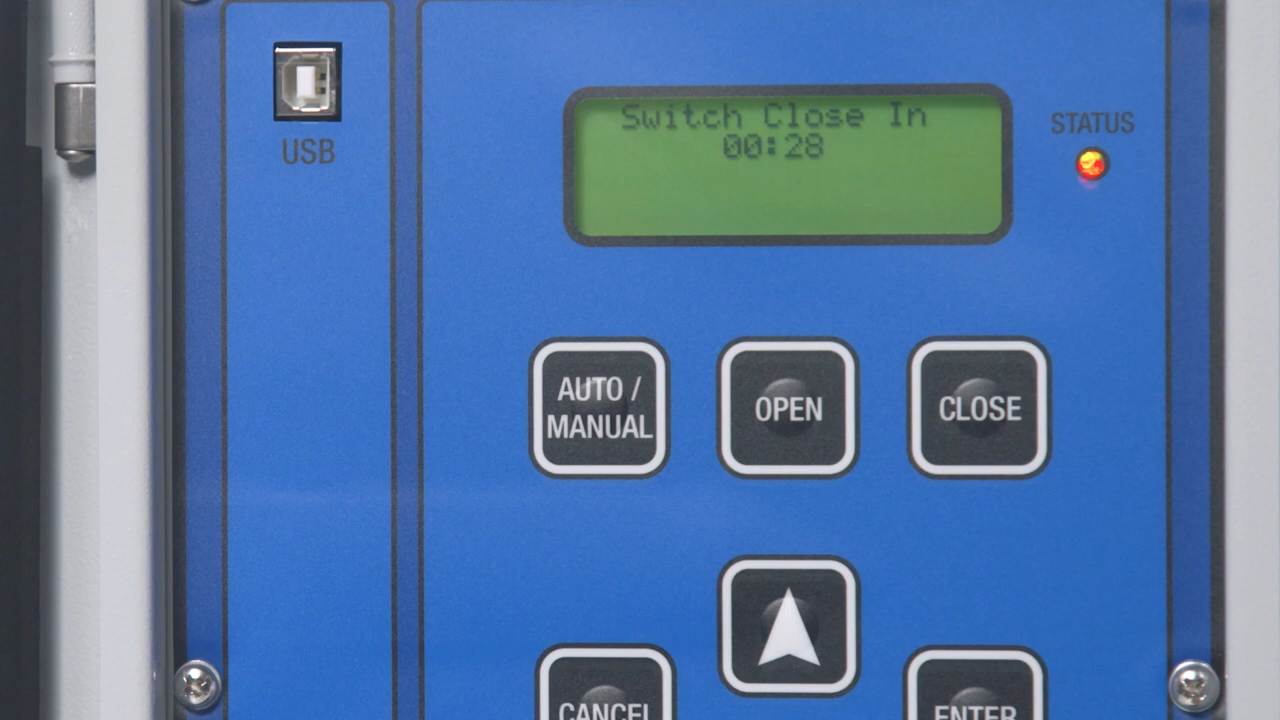 USB
Switch Close In
00:28
STATUS
AUTO /
MANUAL
OPEN
CLOSE
CANCEL
ENTER